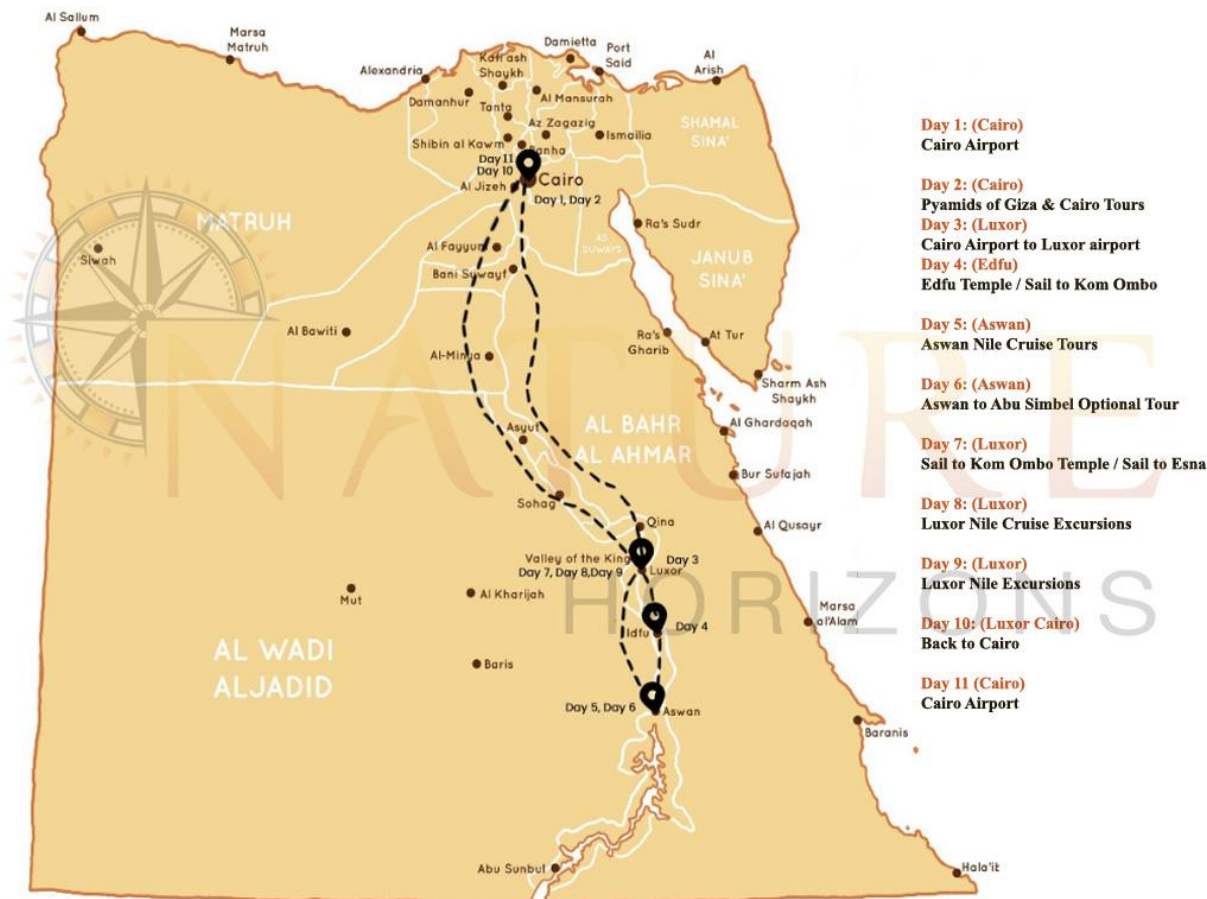 Al Sallum
Marsa
Matruh
Alexandria
Kafr ash
Shaykh
Damietta
Port
Said
Al
Arish
Damanhur
Tanta
Al Mansurah
Az Zagazig
Ismailia
Shibin al Kawm
Banha
SHAMAL
SINA'
Day 11
Day 10
Al Jizeh
Cairo
Day 1, Day 2
MATRUH
Siwah
Al Fayyum
Bani Suwayf
AS
SUWAYS
Ra's Sudr
JANUB
SINA'
Al Bawiti
Al-Minya
Ra's
Gharib
At Tur
Sharm Ash
Shaykh
NATURE
HORIZONS
Asyut
AL BAHR
AL AHMAR
Al Ghardaqah
Bur Sufajah
Sohag
Qina
Al Qusayr
Valley of the King
Day 3
Day 7, Day 8,Day 9
Luxor
Mut
Al Kharijah
Idfu
Day 4
Marsa
al'Alam
AL WADI
ALJADID
Baris
Day 5, Day 6
Aswan
Baranis
Abu Sunbul
Hala'it
Day 1: (Cairo)
Cairo Airport
Day 2: (Cairo)
Pyamids of Giza & Cairo Tours
Day 3: (Luxor)
Cairo Airport to Luxor airport
Day 4: (Edfu)
Edfu Temple / Sail to Kom Ombo
Day 5: (Aswan)
Aswan Nile Cruise Tours
Day 6: (Aswan)
Aswan to Abu Simbel Optional Tour
Day 7: (Luxor)
Sail to Kom Ombo Temple / Sail to Esna
Day 8: (Luxor)
Luxor Nile Cruise Excursions
Day 9: (Luxor)
Luxor Nile Excursions
Day 10: (Luxor Cairo)
Back to Cairo
Day 11 (Cairo)
Cairo Airport